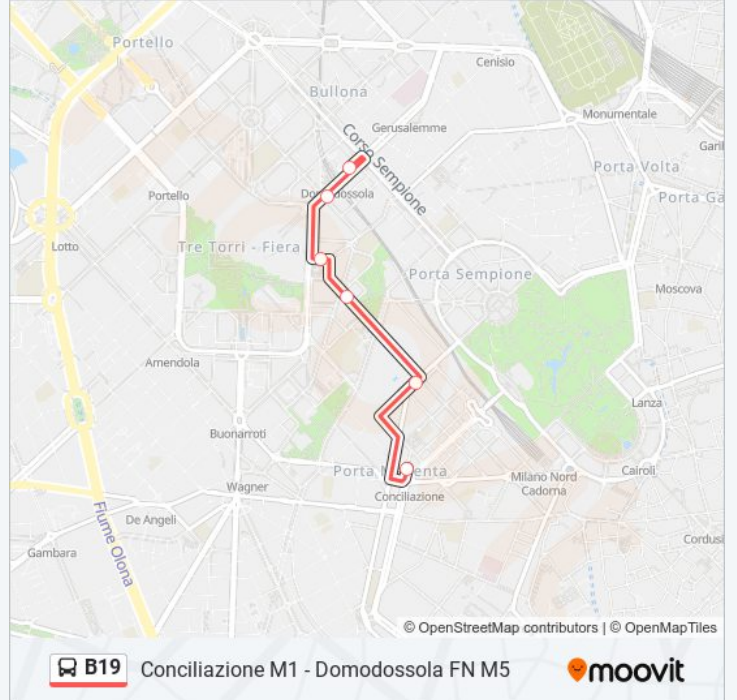 Portello
Cenisio
Bullona
Monumentale
Gerusalemme
Corso Sempione
Gari
Porta Volta
Portello
Domodossola
Porta Ga
Lotto
Tre Torri - Fiera
Porta Sempione
Moscova
Amendola
Lanza
Buonarroti
Porta Magenta
Cairoli
Wagner
Milano Nord
Cadorna
Conciliazione
De Angeli
Fiume Olona
Cordusi
Gambara
© OpenStreetMap contributors | © OpenMapTiles
B19 Conciliazione M1 - Domodossola FN M5
moovit